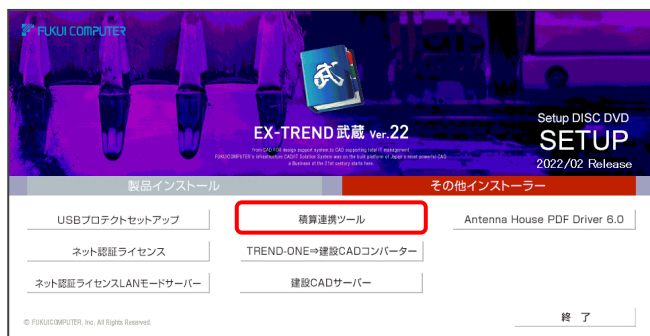 FUKUI COMPUTER
武
EX-TREND 武蔵 Ver.22
Setup DISC DVD
SETUP
2022/02 Release
製品インストール
その他インストーラー
USBプロテクトセットアップ
積算連携ツール
Antenna House PDF Driver 6.0
ネット認証ライセンス
TREND-ONE⇒建設CADコンバーター
ネット認証ライセンスLANモードサーバー
建設CADサーバー
© FUKUICOMPUTER, Inc. All Rights Reserved.
終 了